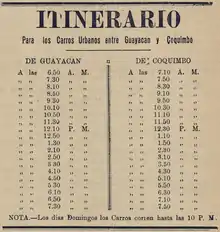 ITINERARIO
Para los Carros Urbanos entre Guayacan y Coquimbo
DE GUAYACAN a DE COQUIMBO
A las 6.50 A. M. A las 7.10 A. M.
„ „ 7.30 „ „ „ „ 7.50 „ „
„ „ 8.10 „ „ „ „ 8.30 „ „
„ „ 8.50 „ „ „ „ 9.10 „ „
„ „ 9.30 „ „ „ „ 9.50 „ „
„ „ 10.10 „ „ „ „ 10.30 „ „
„ „ 10.50 „ „ „ „ 11.10 „ „
„ „ 11.30 „ „ „ „ 11.50 „ „
„ „ 12.10 P. M. „ „ 12.30 P. M.
„ „ 12.50 „ „ „ „ 1.10 „ „
„ „ 1.30 „ „ „ „ 1.50 „ „
„ „ 2.10 „ „ „ „ 2.30 „ „
„ „ 2.50 „ „ „ „ 3.10 „ „
„ „ 3.30 „ „ „ „ 3.50 „ „
„ „ 4.10 „ „ „ „ 4.30 „ „
„ „ 4.50 „ „ „ „ 5.10 „ „
„ „ 5.30 „ „ „ „ 5.50 „ „
„ „ 6.10 „ „ „ „ 6.30 „ „
„ „ 6.50 „ „ „ „ 7.10 „ „
„ „ 7.30 „ „ „ „ 7.50 „ „
NOTA.—Los dias Domingos los Carros corren hasta las 10 P. M.